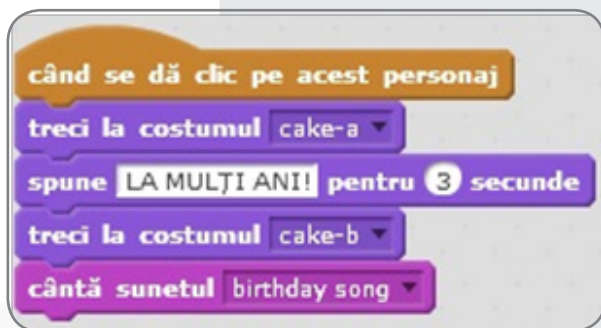 când se dă clic pe acest personaj
treci la costumul cake-a
spune LA MULȚI ANI! pentru 3 secunde
treci la costumul cake-b
cântă sunetul birthday song